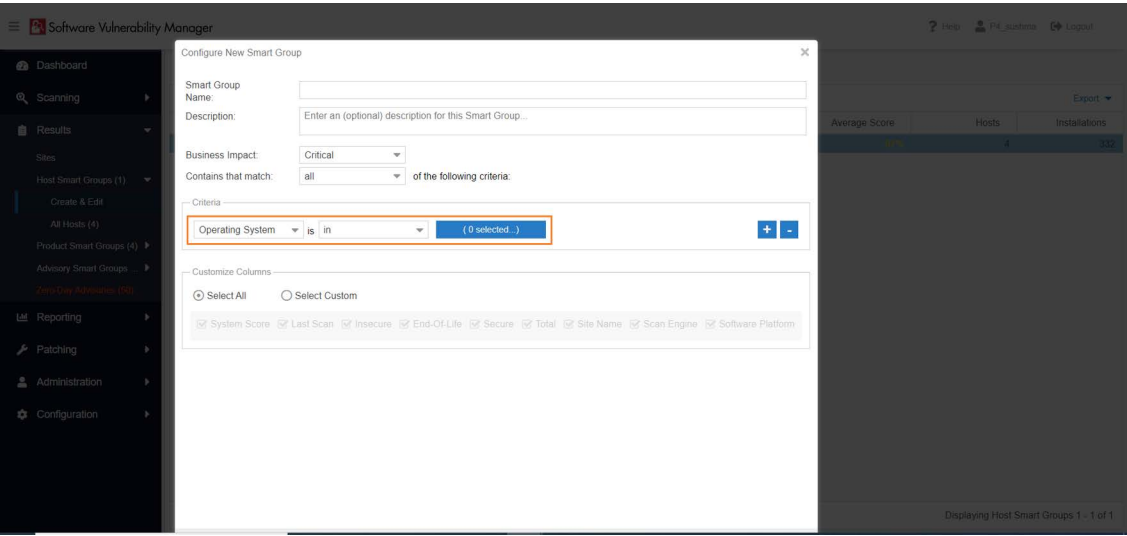 Software Vulnerability Manager
? Help
Logout
Dashboard
Scanning
Results
Sites
Host Smart Groups (1)
Create & Edit
All Hosts (4)
Product Smart Groups (4)
Advisory Smart Groups ...
Zero-Day Advisories (50)
Reporting
Patching
Administration
Configuration
Configure New Smart Group
Smart Group
Name:
Description: Enter an (optional) description for this Smart Group...
Business Impact: Critical
Contains that match: all of the following criteria:
Criteria
Operating System is in ( 0 selected...) + -
Customize Columns
Select All Select Custom
System Score Last Scan Insecure End-Of-Life Secure Total Site Name Scan Engine Software Platform
Export
Average Score Hosts Installations
4 332
Displaying Host Smart Groups 1 - 1 of 1